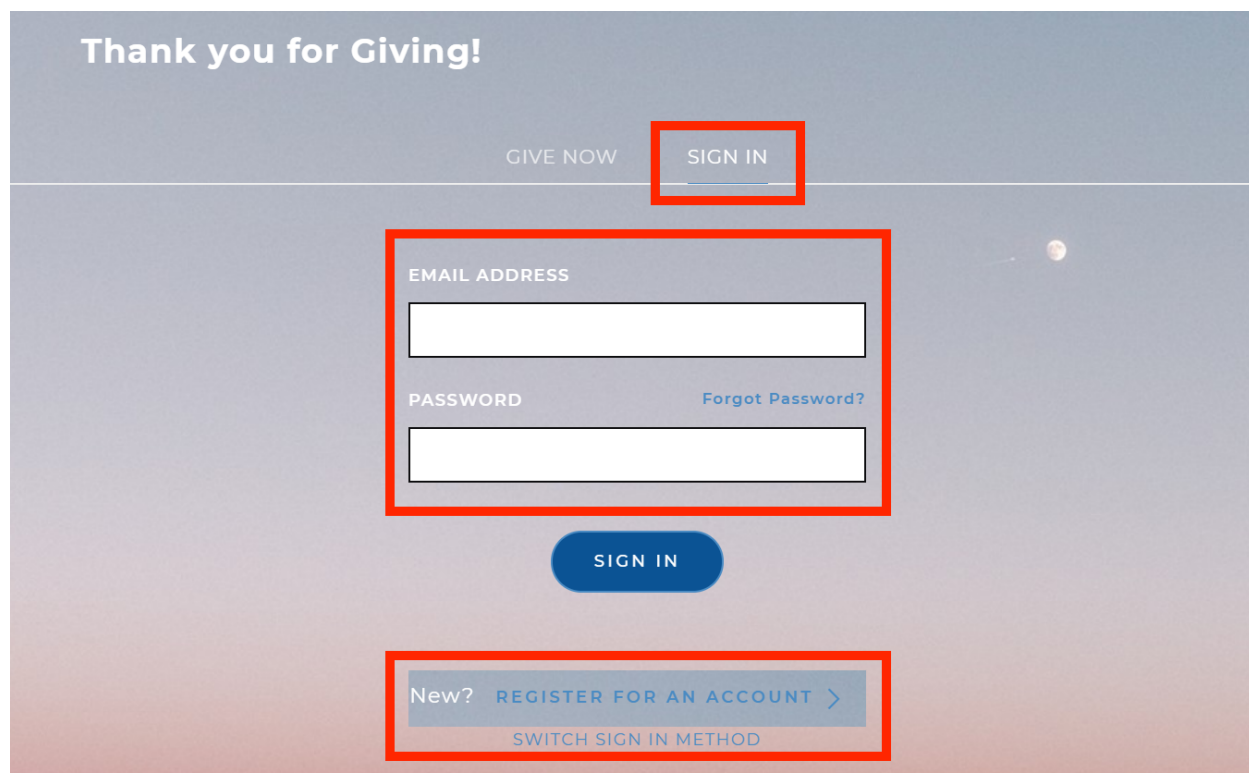 Thank you for Giving!
GIVE NOW SIGN IN
EMAIL ADDRESS
PASSWORD Forgot Password?
SIGN IN
New? REGISTER FOR AN ACCOUNT
SWITCH SIGN IN METHOD